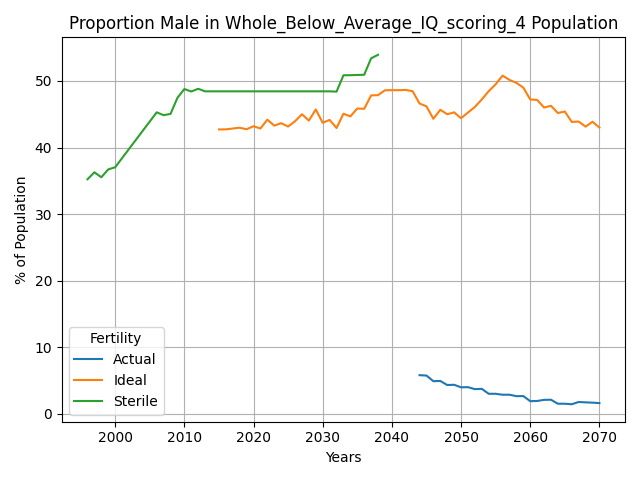 Proportion Male in Whole_Below_Average_IQ_scoring_4 Population
% of Population
50
40
30
20
10
0
Fertility
Actual
Ideal
Sterile
2000 2010 2020 2030 2040 2050 2060 2070
Years